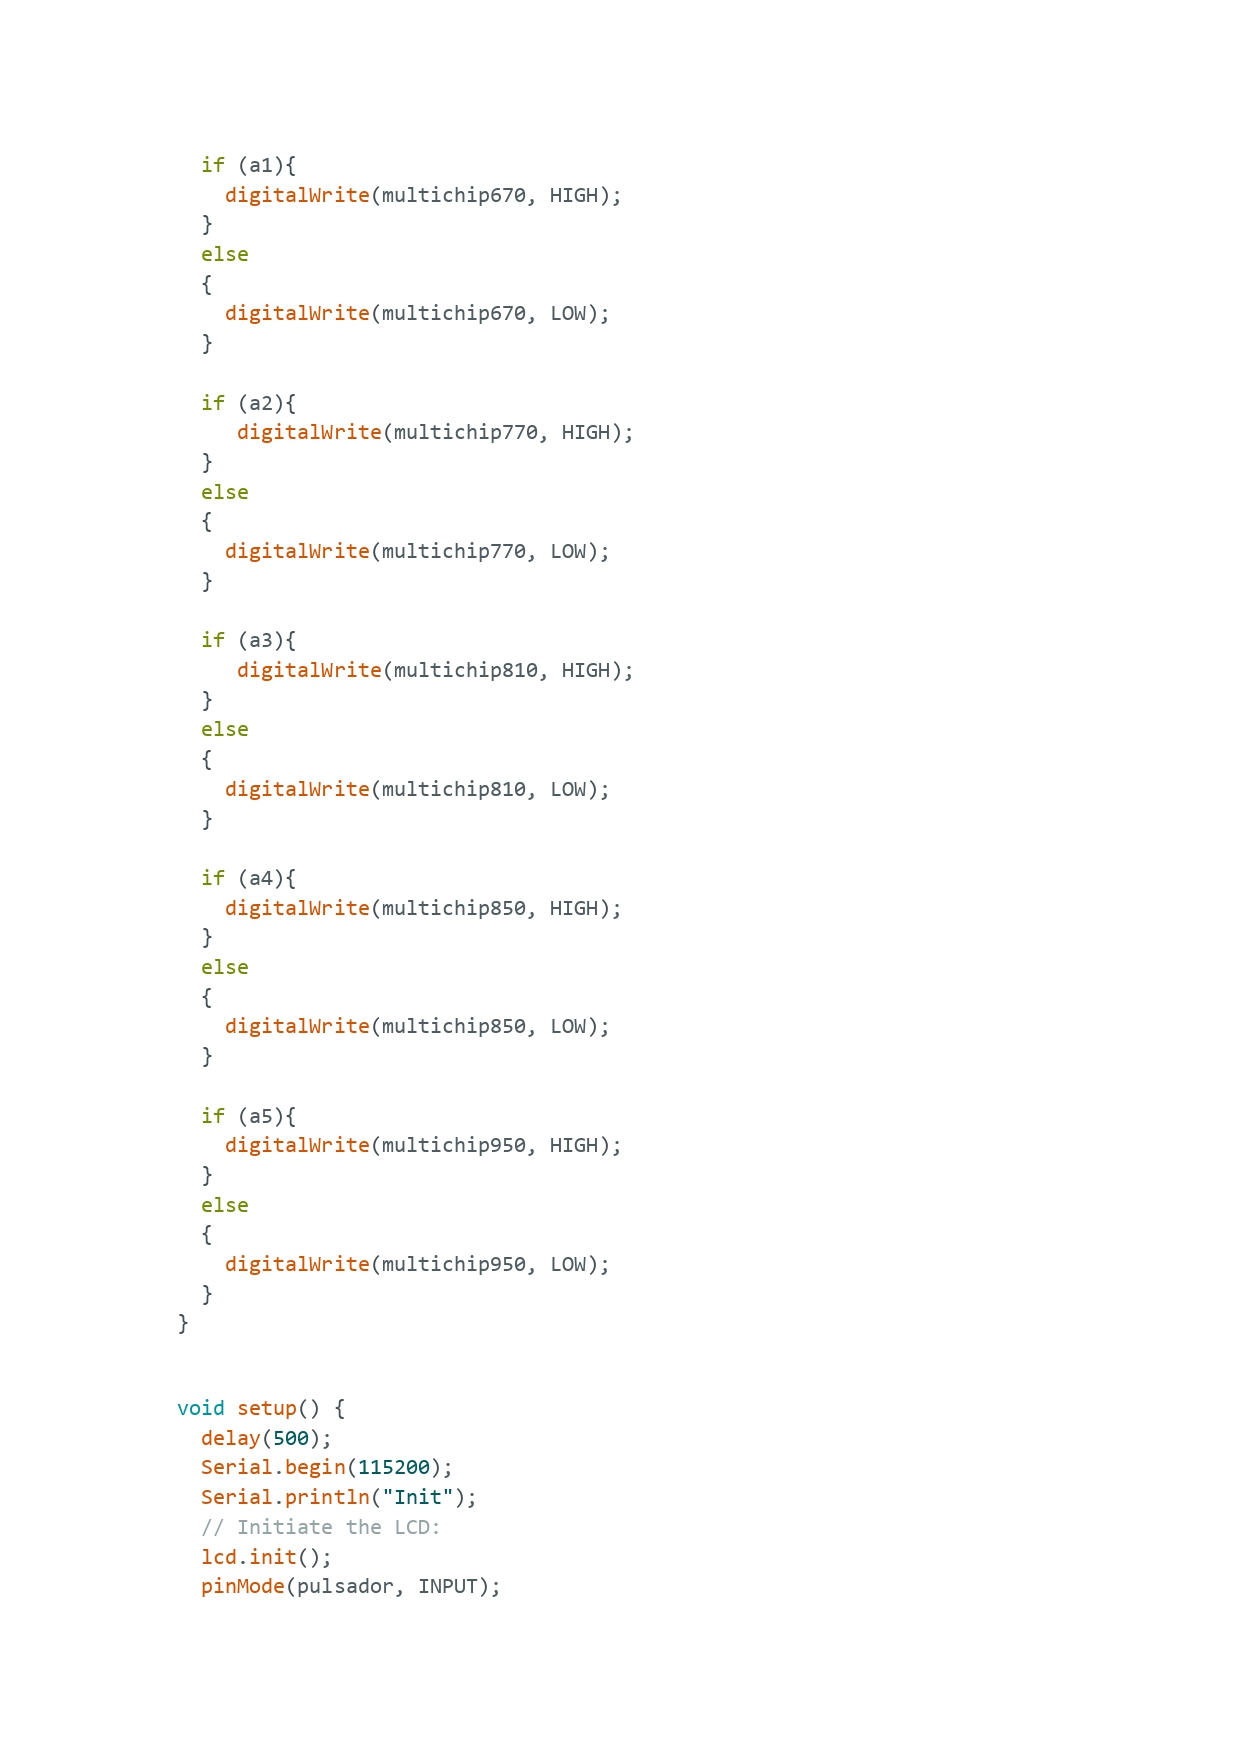 if (a1){
digitalWrite(multichip670, HIGH);
}
else
{
digitalWrite(multichip670, LOW);
}
if (a2){
digitalWrite(multichip770, HIGH);
}
else
{
digitalWrite(multichip770, LOW);
}
if (a3){
digitalWrite(multichip810, HIGH);
}
else
{
digitalWrite(multichip810, LOW);
}
if (a4){
digitalWrite(multichip850, HIGH);
}
else
{
digitalWrite(multichip850, LOW);
}
if (a5){
digitalWrite(multichip950, HIGH);
}
else
{
digitalWrite(multichip950, LOW);
}
}
void setup() {
delay(500);
Serial.begin(115200);
Serial.println("Init");
// Initiate the LCD:
lcd.init();
pinMode(pulsador, INPUT);